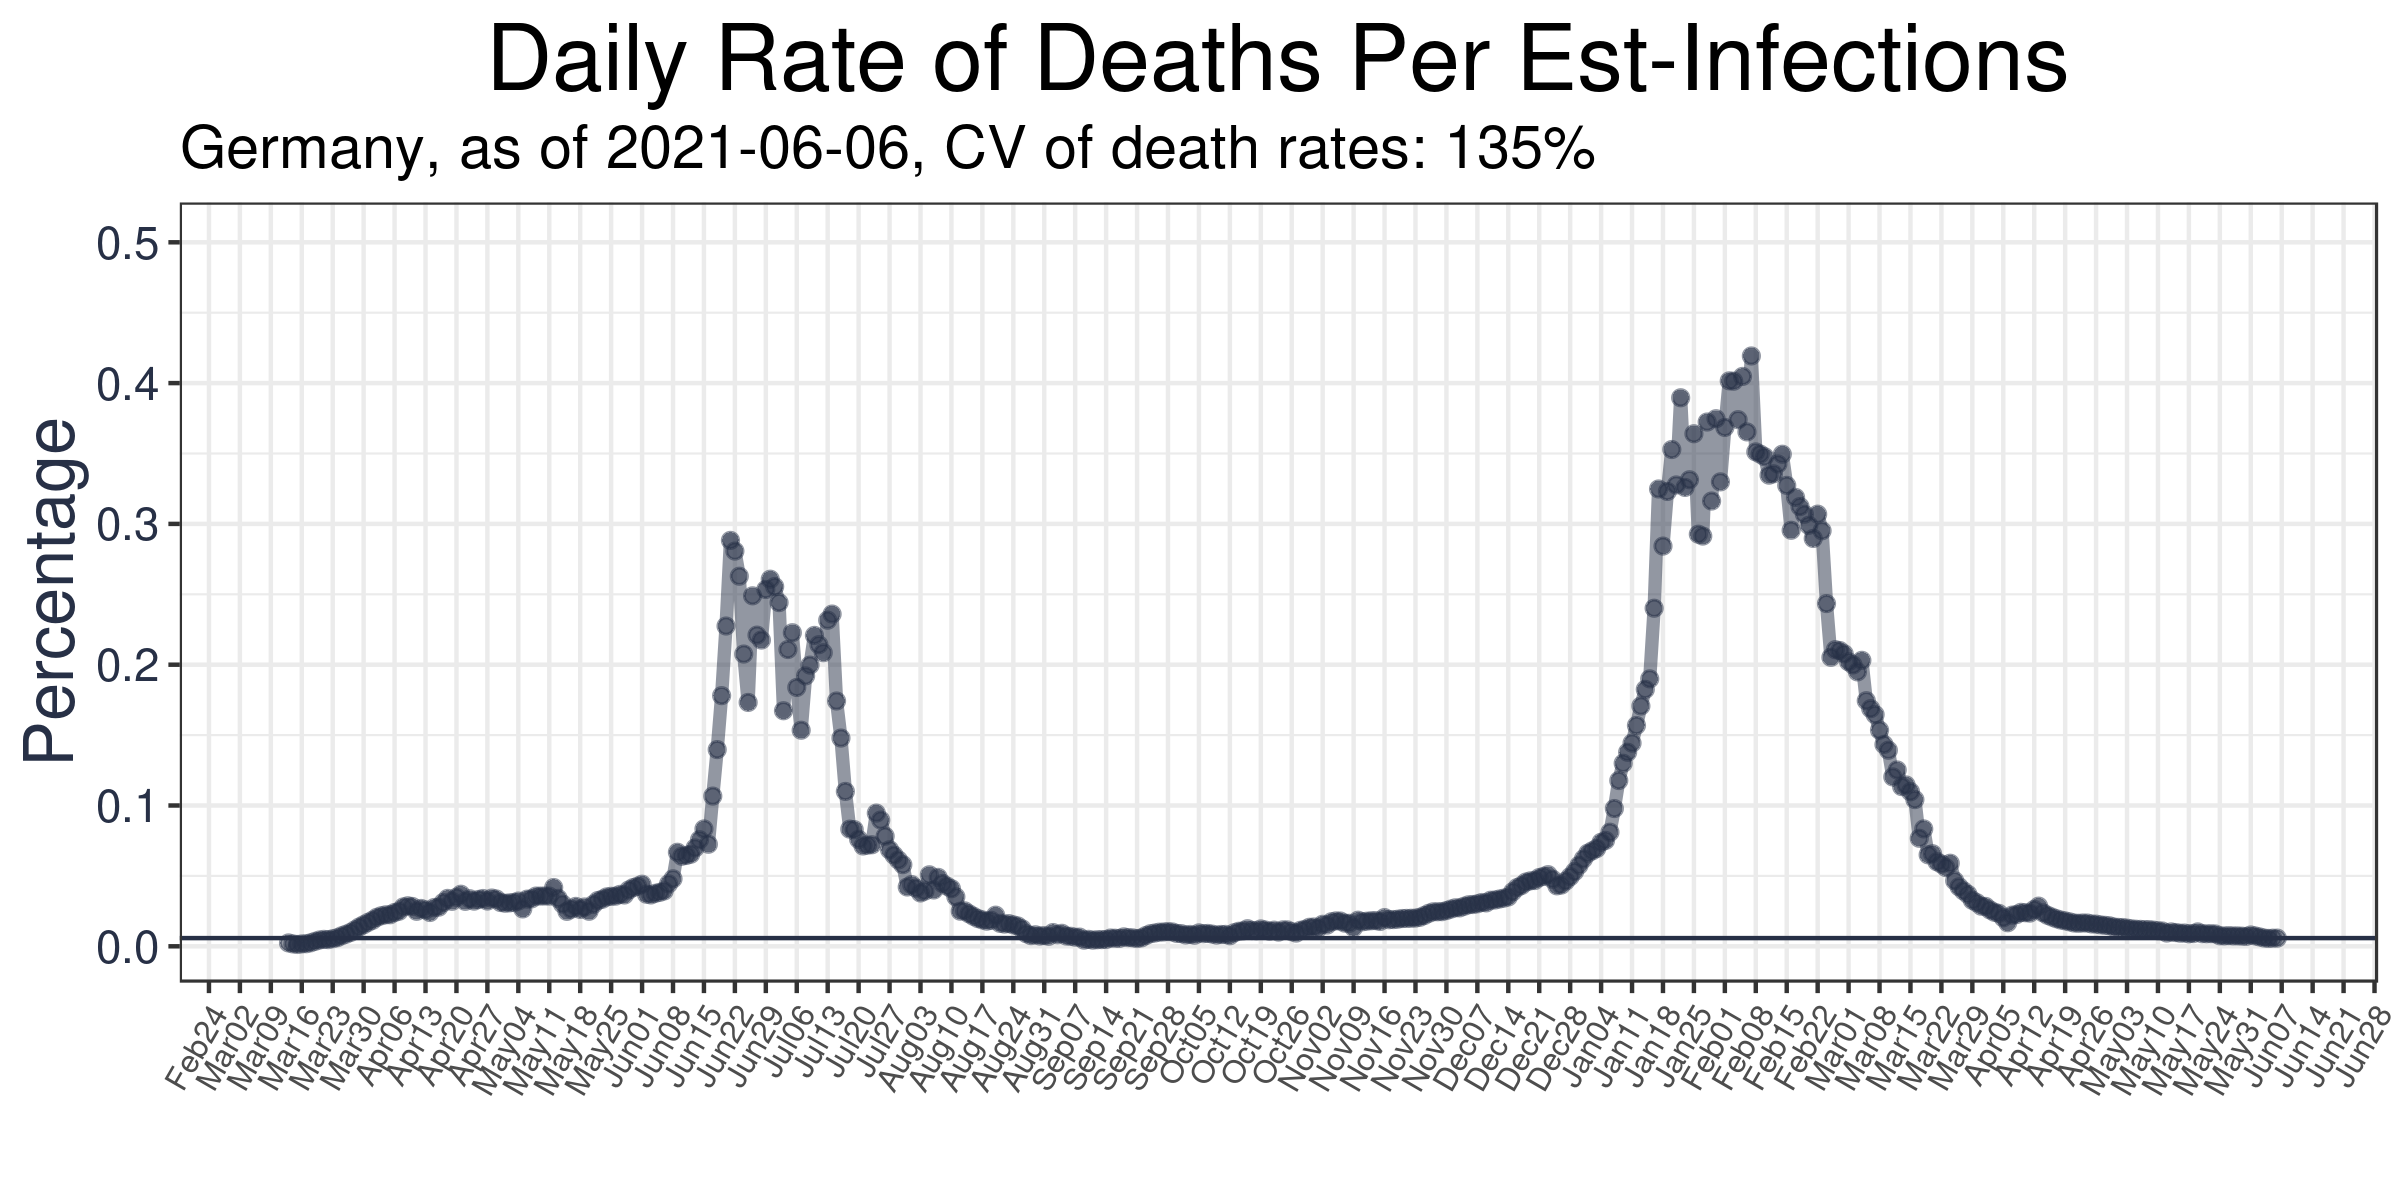 Daily Rate of Deaths Per Est-Infections
Germany, as of 2021-06-06, CV of death rates: 135%
Percentage
0.5
0.4
0.3
0.2
0.1
0.0
Feb24
Mar02
Mar09
Mar16
Mar23
Mar30
Apr06
Apr13
Apr20
Apr27
May04
May11
May18
May25
Jun01
Jun08
Jun15
Jun22
Jun29
Jul06
Jul13
Jul20
Jul27
Aug03
Aug10
Aug17
Aug24
Aug31
Sep07
Sep14
Sep21
Sep28
Oct05
Oct12
Oct19
Oct26
Nov02
Nov09
Nov16
Nov23
Nov30
Dec07
Dec14
Dec21
Dec28
Jan04
Jan11
Jan18
Jan25
Feb01
Feb08
Feb15
Feb22
Mar01
Mar08
Mar15
Mar22
Mar29
Apr05
Apr12
Apr19
Apr26
May03
May10
May17
May24
May31
Jun07
Jun14
Jun21
Jun28